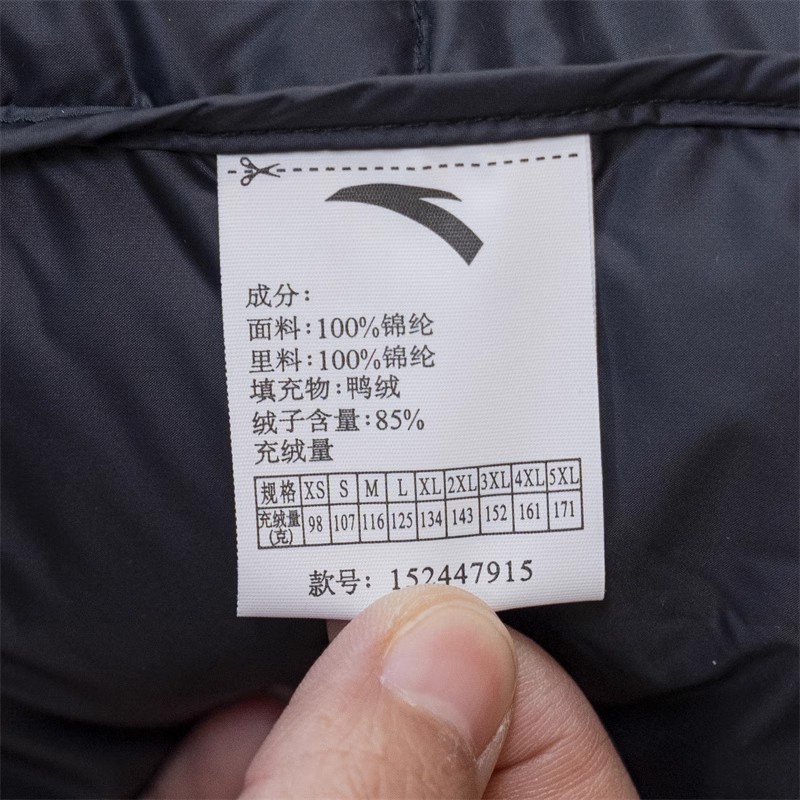 成分：
面料：100%锦纶
里料：100%锦纶
填充物：鸭绒
绒子含量：85%
充绒量
规格 XS S M L XL 2XL 3XL 4XL 5XL
充绒量(克) 98 107 116 125 134 143 152 161 171
款号：152447915